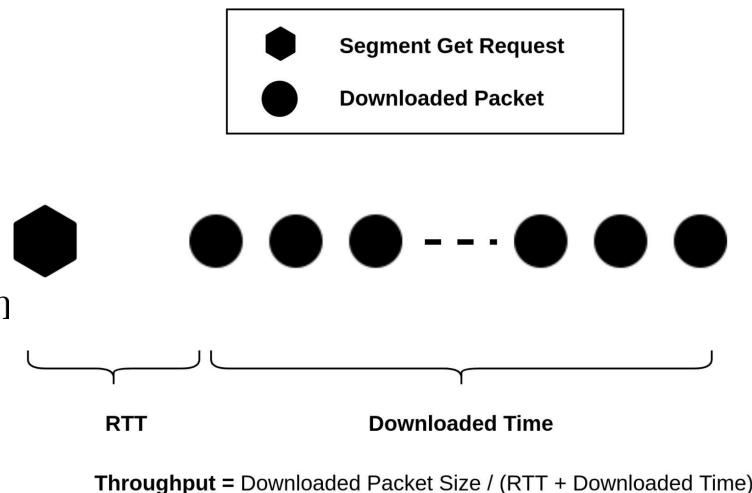 Segment Get Request
Downloaded Packet
RTT
Downloaded Time
Throughput = Downloaded Packet Size / (RTT + Downloaded Time)